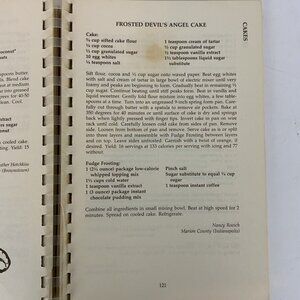 FROSTED DEVIL'S ANGEL CAKE
CAKES
Cake:
¾ cup sifted cake flour
¼ cup cocoa
½ cup granulated sugar
10 egg whites
¼ teaspoon salt
1 teaspoon cream of tartar
½ cup granulated sugar
1 teaspoon vanilla extract
1½ tablespoons liquid sugar
substitute
Sift flour, cocoa and ½ cup sugar onto waxed paper. Beat egg whites
with salt and cream of tartar in large bowl of electric mixer until very
foamy and peaks are beginning to form. Gradually beat in remaining ½
cup sugar. Continue beating until stiff peaks form. Beat in vanilla and
liquid sweetener. Gently fold flour mixture into egg whites, a few table-
spoons at a time. Turn into an ungreased 9 inch spring form pan. Care-
fully cut through batter with a spatula to remove air pockets. Bake at
350 degrees for 40 minutes or until surface of cake is dry and springs
back when lightly pressed with finger tips. Invert cake in pan on wire
rack until cold. Carefully loosen cold cake from sides of pan. Remove
side. Loosen from bottom of pan and remove. Serve cake as is or split
into three layers and reassemble with Fudge Frosting between layers
and on top. Leave sides unfrosted. Garnish with a twist of orange, if
desired. Yield: 16 servings at 133 calories per serving with icing and 77
without.
Fudge Frosting:
1 (2½ ounce) package low-calorie
whipped topping mix
1½ cups cold water
1 teaspoon vanilla extract
1 (3 ounce) package instant
chocolate pudding mix
Pinch salt
Sugar substitute to equal ¼ cup
sugar
1 teaspoon instant coffee
Combine all ingredients in small mixing bowl. Beat at high speed for 2
minutes. Spread on cooled cake. Refrigerate.
Nancy Roesch
Marion County (Indianapolis)
121